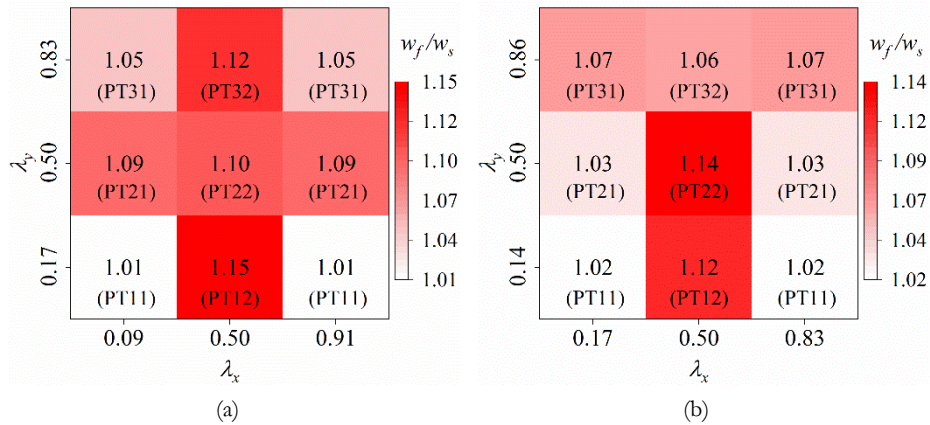 w_f/w_s
1.15
1.12
1.10
1.07
1.04
1.01
λ_y
0.83
0.50
0.17
1.05 1.12 1.05
(PT31) (PT32) (PT31)
1.09 1.10 1.09
(PT21) (PT22) (PT21)
1.01 1.15 1.01
(PT11) (PT12) (PT11)
0.09 0.50 0.91
λ_x
(a)
w_f/w_s
1.14
1.12
1.09
1.07
1.04
1.02
λ_y
0.86
0.50
0.14
1.07 1.06 1.07
(PT31) (PT32) (PT31)
1.03 1.14 1.03
(PT21) (PT22) (PT21)
1.02 1.12 1.02
(PT11) (PT12) (PT11)
0.17 0.50 0.83
λ_x
(b)